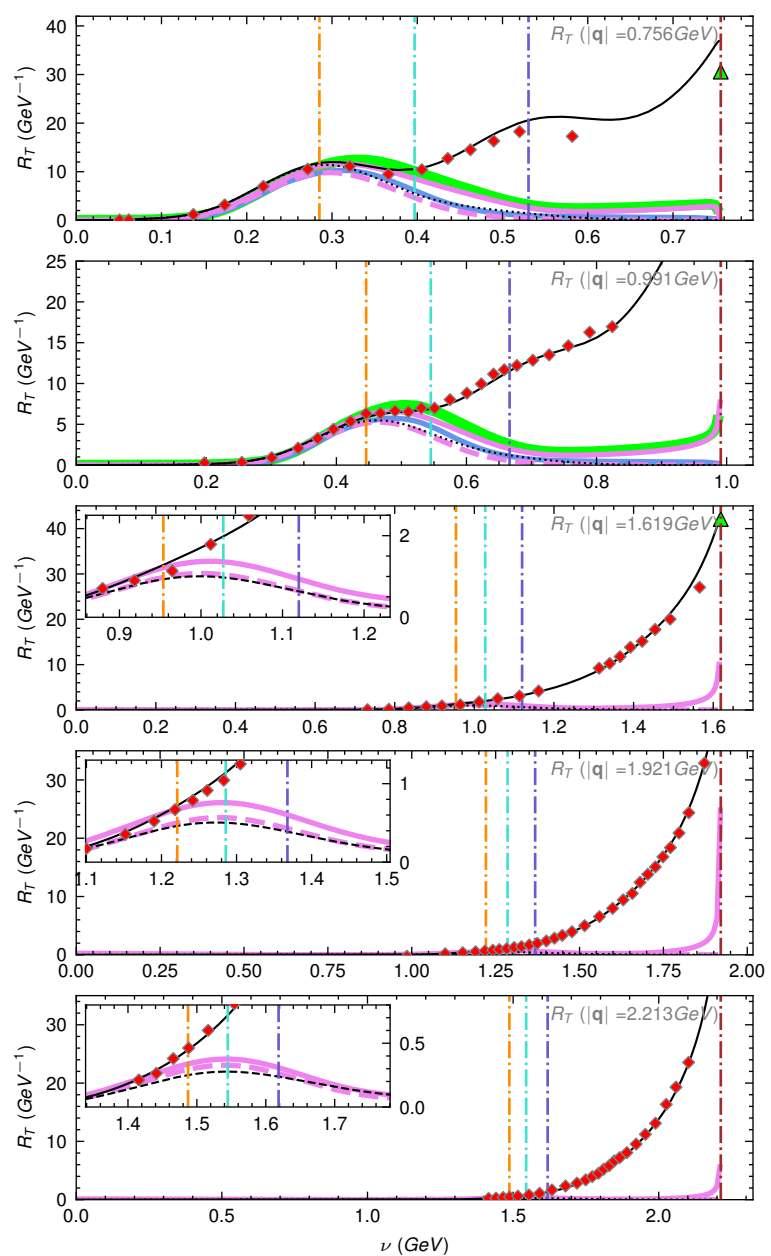 R_T (|q| =0.756GeV)
R_T (GeV⁻¹)
40
30
20
10
0
0.0 0.1 0.2 0.3 0.4 0.5 0.6 0.7
R_T (|q| =0.991GeV)
R_T (GeV⁻¹)
25
20
15
10
5
0
0.0 0.2 0.4 0.6 0.8 1.0
R_T (|q| =1.619GeV)
R_T (GeV⁻¹)
40
30
20
10
0
2
0
0.9 1.0 1.1 1.2
0.0 0.2 0.4 0.6 0.8 1.0 1.2 1.4 1.6
R_T (|q| =1.921GeV)
R_T (GeV⁻¹)
30
20
10
0
1
0
1.1 1.2 1.3 1.4 1.5
0.00 0.25 0.50 0.75 1.00 1.25 1.50 1.75 2.00
R_T (|q| =2.213GeV)
R_T (GeV⁻¹)
30
20
10
0
0.5
0.0
1.4 1.5 1.6 1.7
0.0 0.5 1.0 1.5 2.0
ν (GeV)